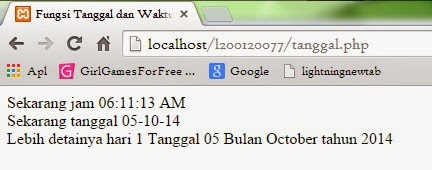 Fungsi Tanggal dan Waktu
localhost/l200120077/tanggal.php
Apl GirlGamesForFree ... Google lightningnewtab
Sekarang jam 06:11:13 AM
Sekarang tanggal 05-10-14
Lebih detainya hari 1 Tanggal 05 Bulan October tahun 2014